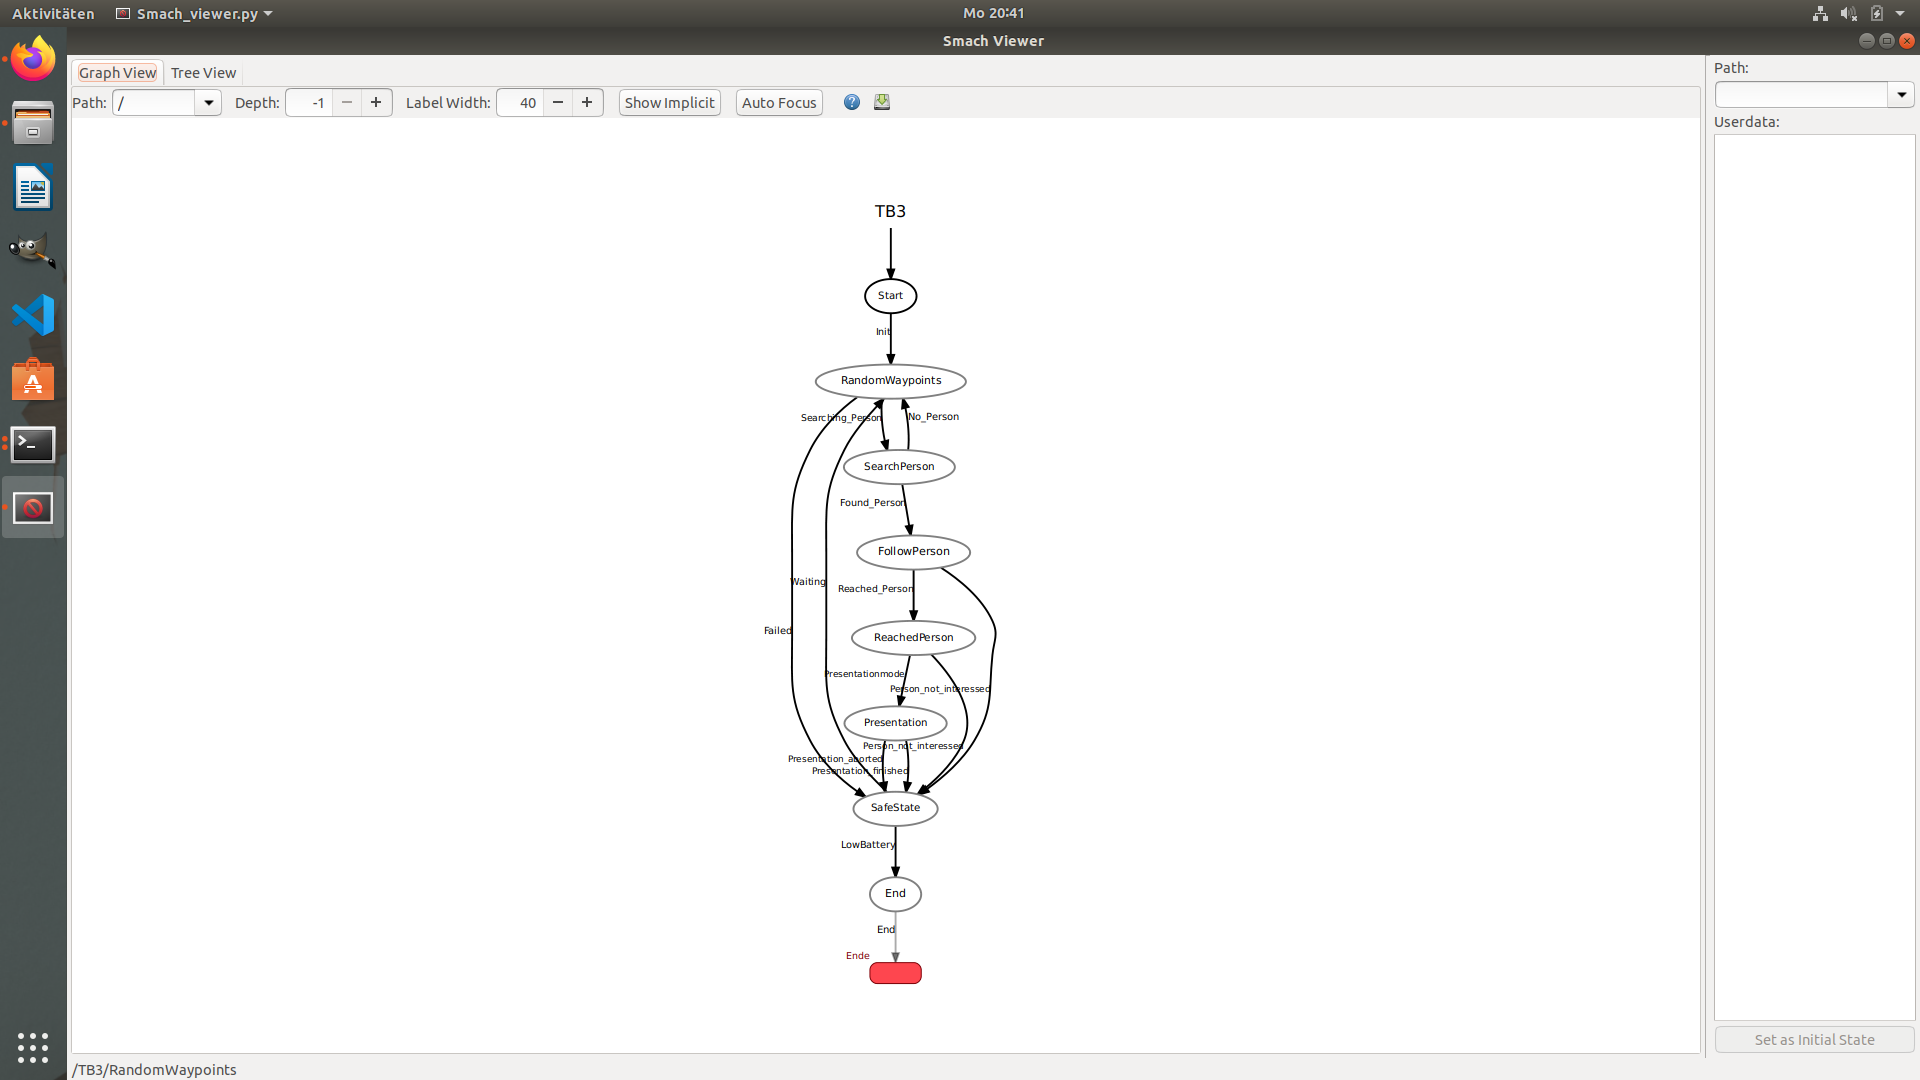 Aktivitäten Smach_viewer.py Mo 20:41
Smach Viewer
Graph View Tree View
Path: / Depth: -1 Label Width: 40 Show Implicit Auto Focus ?
Path:
Userdata:
TB3
Start
Init
RandomWaypoints
Searching_Person No_Person
SearchPerson
Found_Person
FollowPerson
Waiting Reached_Person
Failed ReachedPerson
Presentationmode
Person_not_interessed
Presentation
Person_not_interessed
Presentation_aborted
Presentation_finished
SafeState
LowBattery
End
End
Ende
Set as Initial State
/TB3/RandomWaypoints